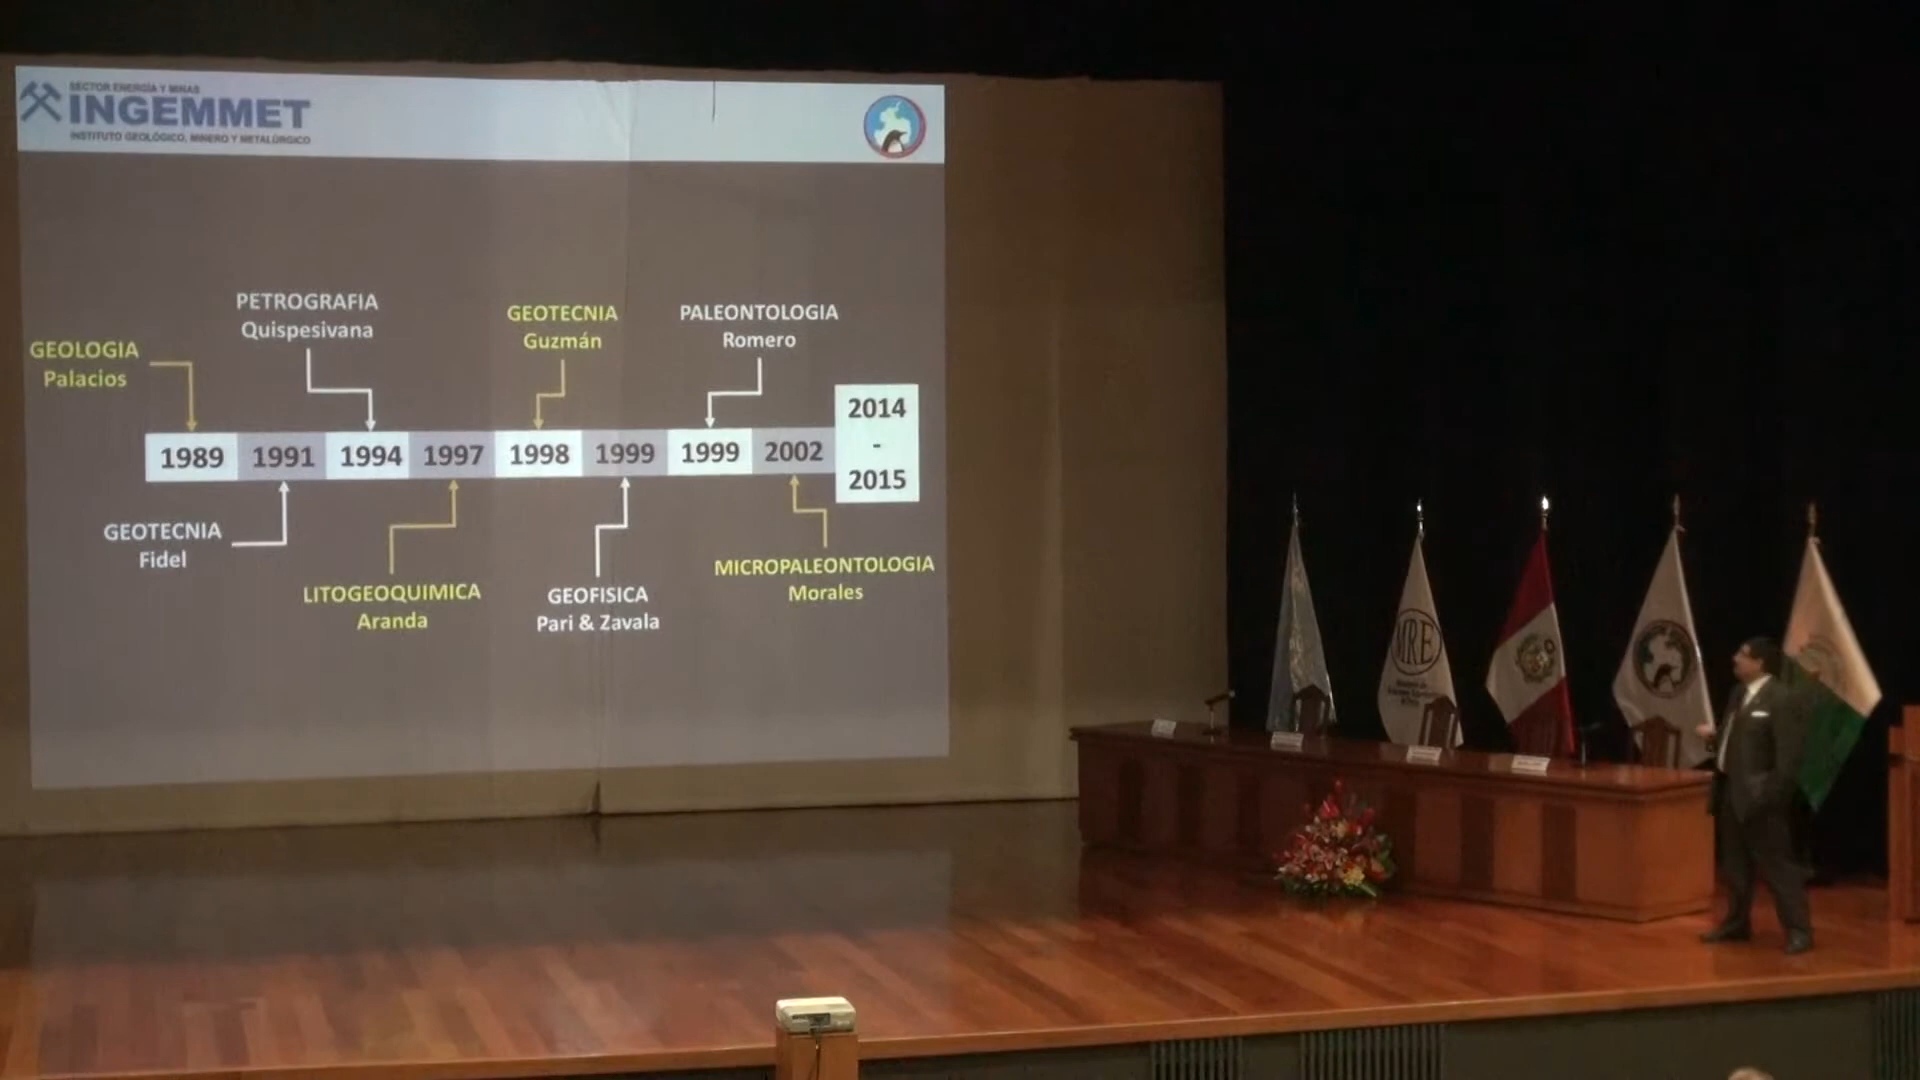 SECTOR ENERGÍA Y MINAS
INGEMMET
INSTITUTO GEOLÓGICO, MINERO Y METALÚRGICO
PETROGRAFIA
Quispesivana
GEOTECNIA
Guzmán
PALEONTOLOGIA
Romero
GEOLOGIA
Palacios
1989 1991 1994 1997 1998 1999 1999 2002
2014
-
2015
GEOTECNIA
Fidel
LITOGEOQUIMICA
Aranda
GEOFISICA
Pari & Zavala
MICROPALEONTOLOGIA
Morales
MRE